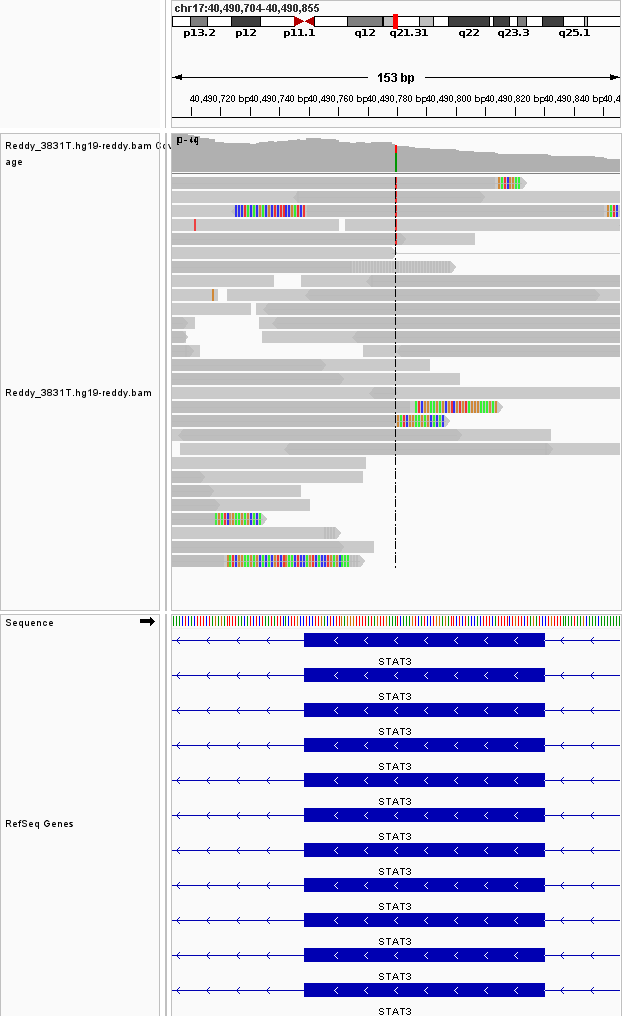 chr17:40,490,704-40,490,855
p13.2 p12 p11.1 q12 q21.31 q22 q23.3 q25.1
153 bp
40,490,720 bp 40,490,740 bp 40,490,760 bp 40,490,780 bp 40,490,800 bp 40,490,820 bp 40,490,840 bp 40,4
Reddy_3831T.hg19-reddy.bam Cov
age
Reddy_3831T.hg19-reddy.bam
Sequence
STAT3
STAT3
STAT3
STAT3
STAT3
RefSeq Genes
STAT3
STAT3
STAT3
STAT3
STAT3
STAT3